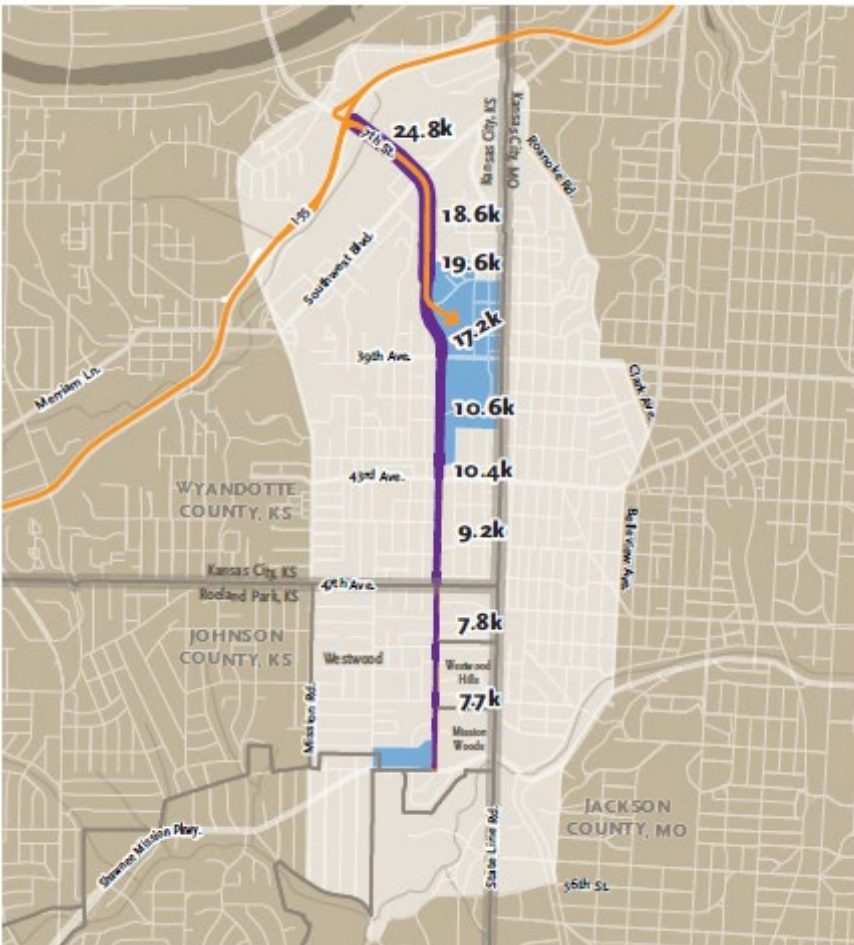 24.8k
7th St.
Kansas City, KS
Kansas City, MO
Roanoke Rd.
18.6k
I-35
Southwest Blvd.
19.6k
17.2k
39th Ave.
Merriam Ln.
Clark Ave.
10.6k
43rd Ave.
10.4k
WYANDOTTE
COUNTY, KS
9.2k
Belleview Ave.
Kansas City, KS
47th Ave.
Roeland Park, KS
7.8k
JOHNSON
COUNTY, KS
Westwood
Westwood
Hills
7.7k
Mission Rd.
Mission
Woods
JACKSON
COUNTY, MO
Shawnee Mission Pkwy.
State Line Rd.
56th St.